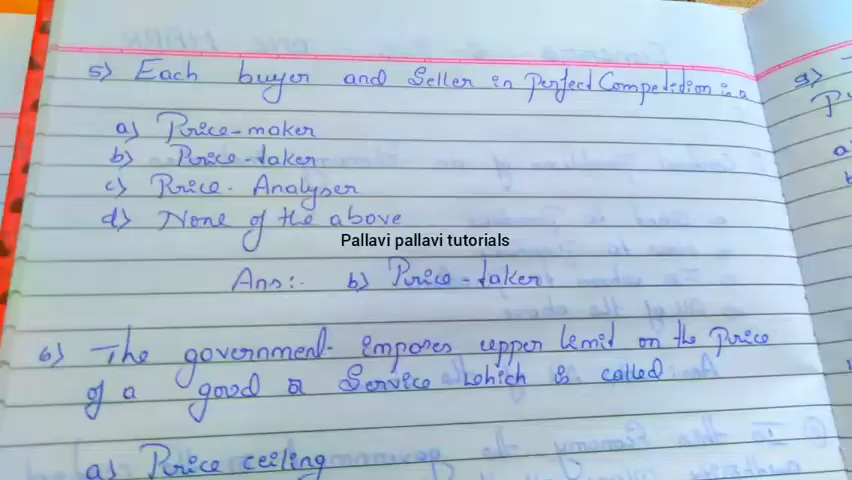 5) Each buyer and Seller in Perfect Competition is a
a) Price-maker
b) Price-taker
c) Price-Analyser
d) None of the above
Pallavi pallavi tutorials
Ans:- b) Price-taker
6) The government imposes upper limit on the Price
of a good or Service which is called:
a) Price ceiling
9)
P
a
b